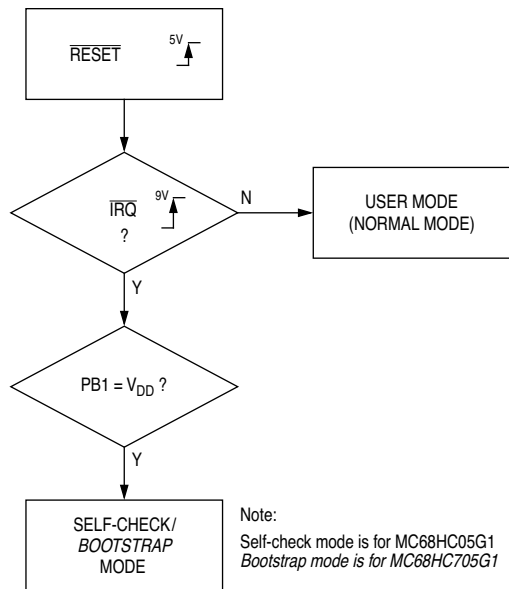 RESET 5V
IRQ 9V
?
N
USER MODE
(NORMAL MODE)
Y
PB1 = VDD ?
Y
SELF-CHECK/
BOOTSTRAP
MODE
Note:
Self-check mode is for MC68HC05G1
Bootstrap mode is for MC68HC705G1